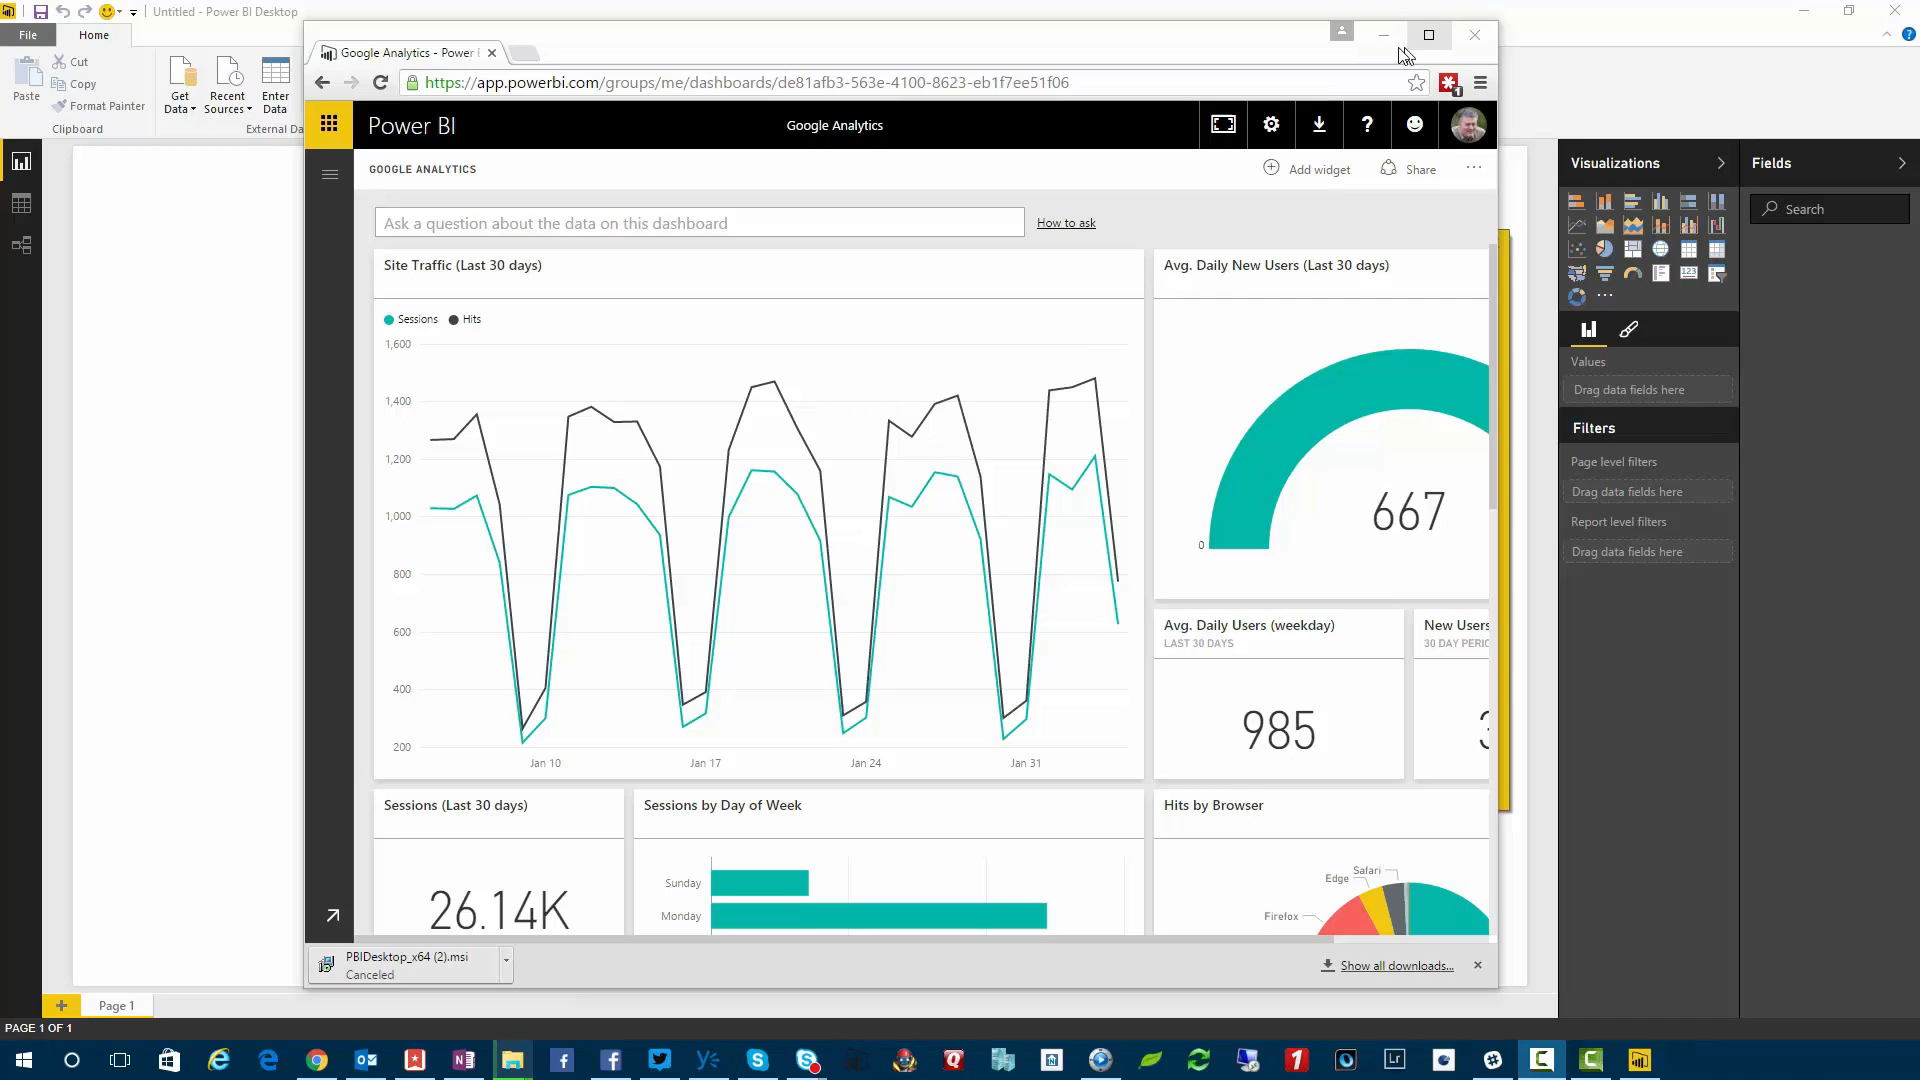 Untitled - Power BI Desktop
File
Home
Cut
Copy
Format Painter
Paste
Clipboard
Get
Data
Recent
Sources
Enter
Data
External Da
Google Analytics - Power
https://app.powerbi.com/groups/me/dashboards/de81afb3-563e-4100-8623-eb1f7ee51f06
1
Power BI
Google Analytics
?
GOOGLE ANALYTICS
Add widget
Share
...
Ask a question about the data on this dashboard
How to ask
Site Traffic (Last 30 days)
Sessions
Hits
1,600
1,400
1,200
1,000
800
600
400
200
Jan 10
Jan 17
Jan 24
Jan 31
Avg. Daily New Users (Last 30 days)
667
0
Avg. Daily Users (weekday)
LAST 30 DAYS
985
New Users
30 DAY PERIO
Sessions (Last 30 days)
26.14K
Sessions by Day of Week
Sunday
Monday
Hits by Browser
Safari
Edge
Firefox
PBIDesktop_x64 (2).msi
Canceled
Show all downloads...
Visualizations
Values
Drag data fields here
Filters
Page level filters
Drag data fields here
Report level filters
Drag data fields here
Fields
Search
Page 1
PAGE 1 OF 1